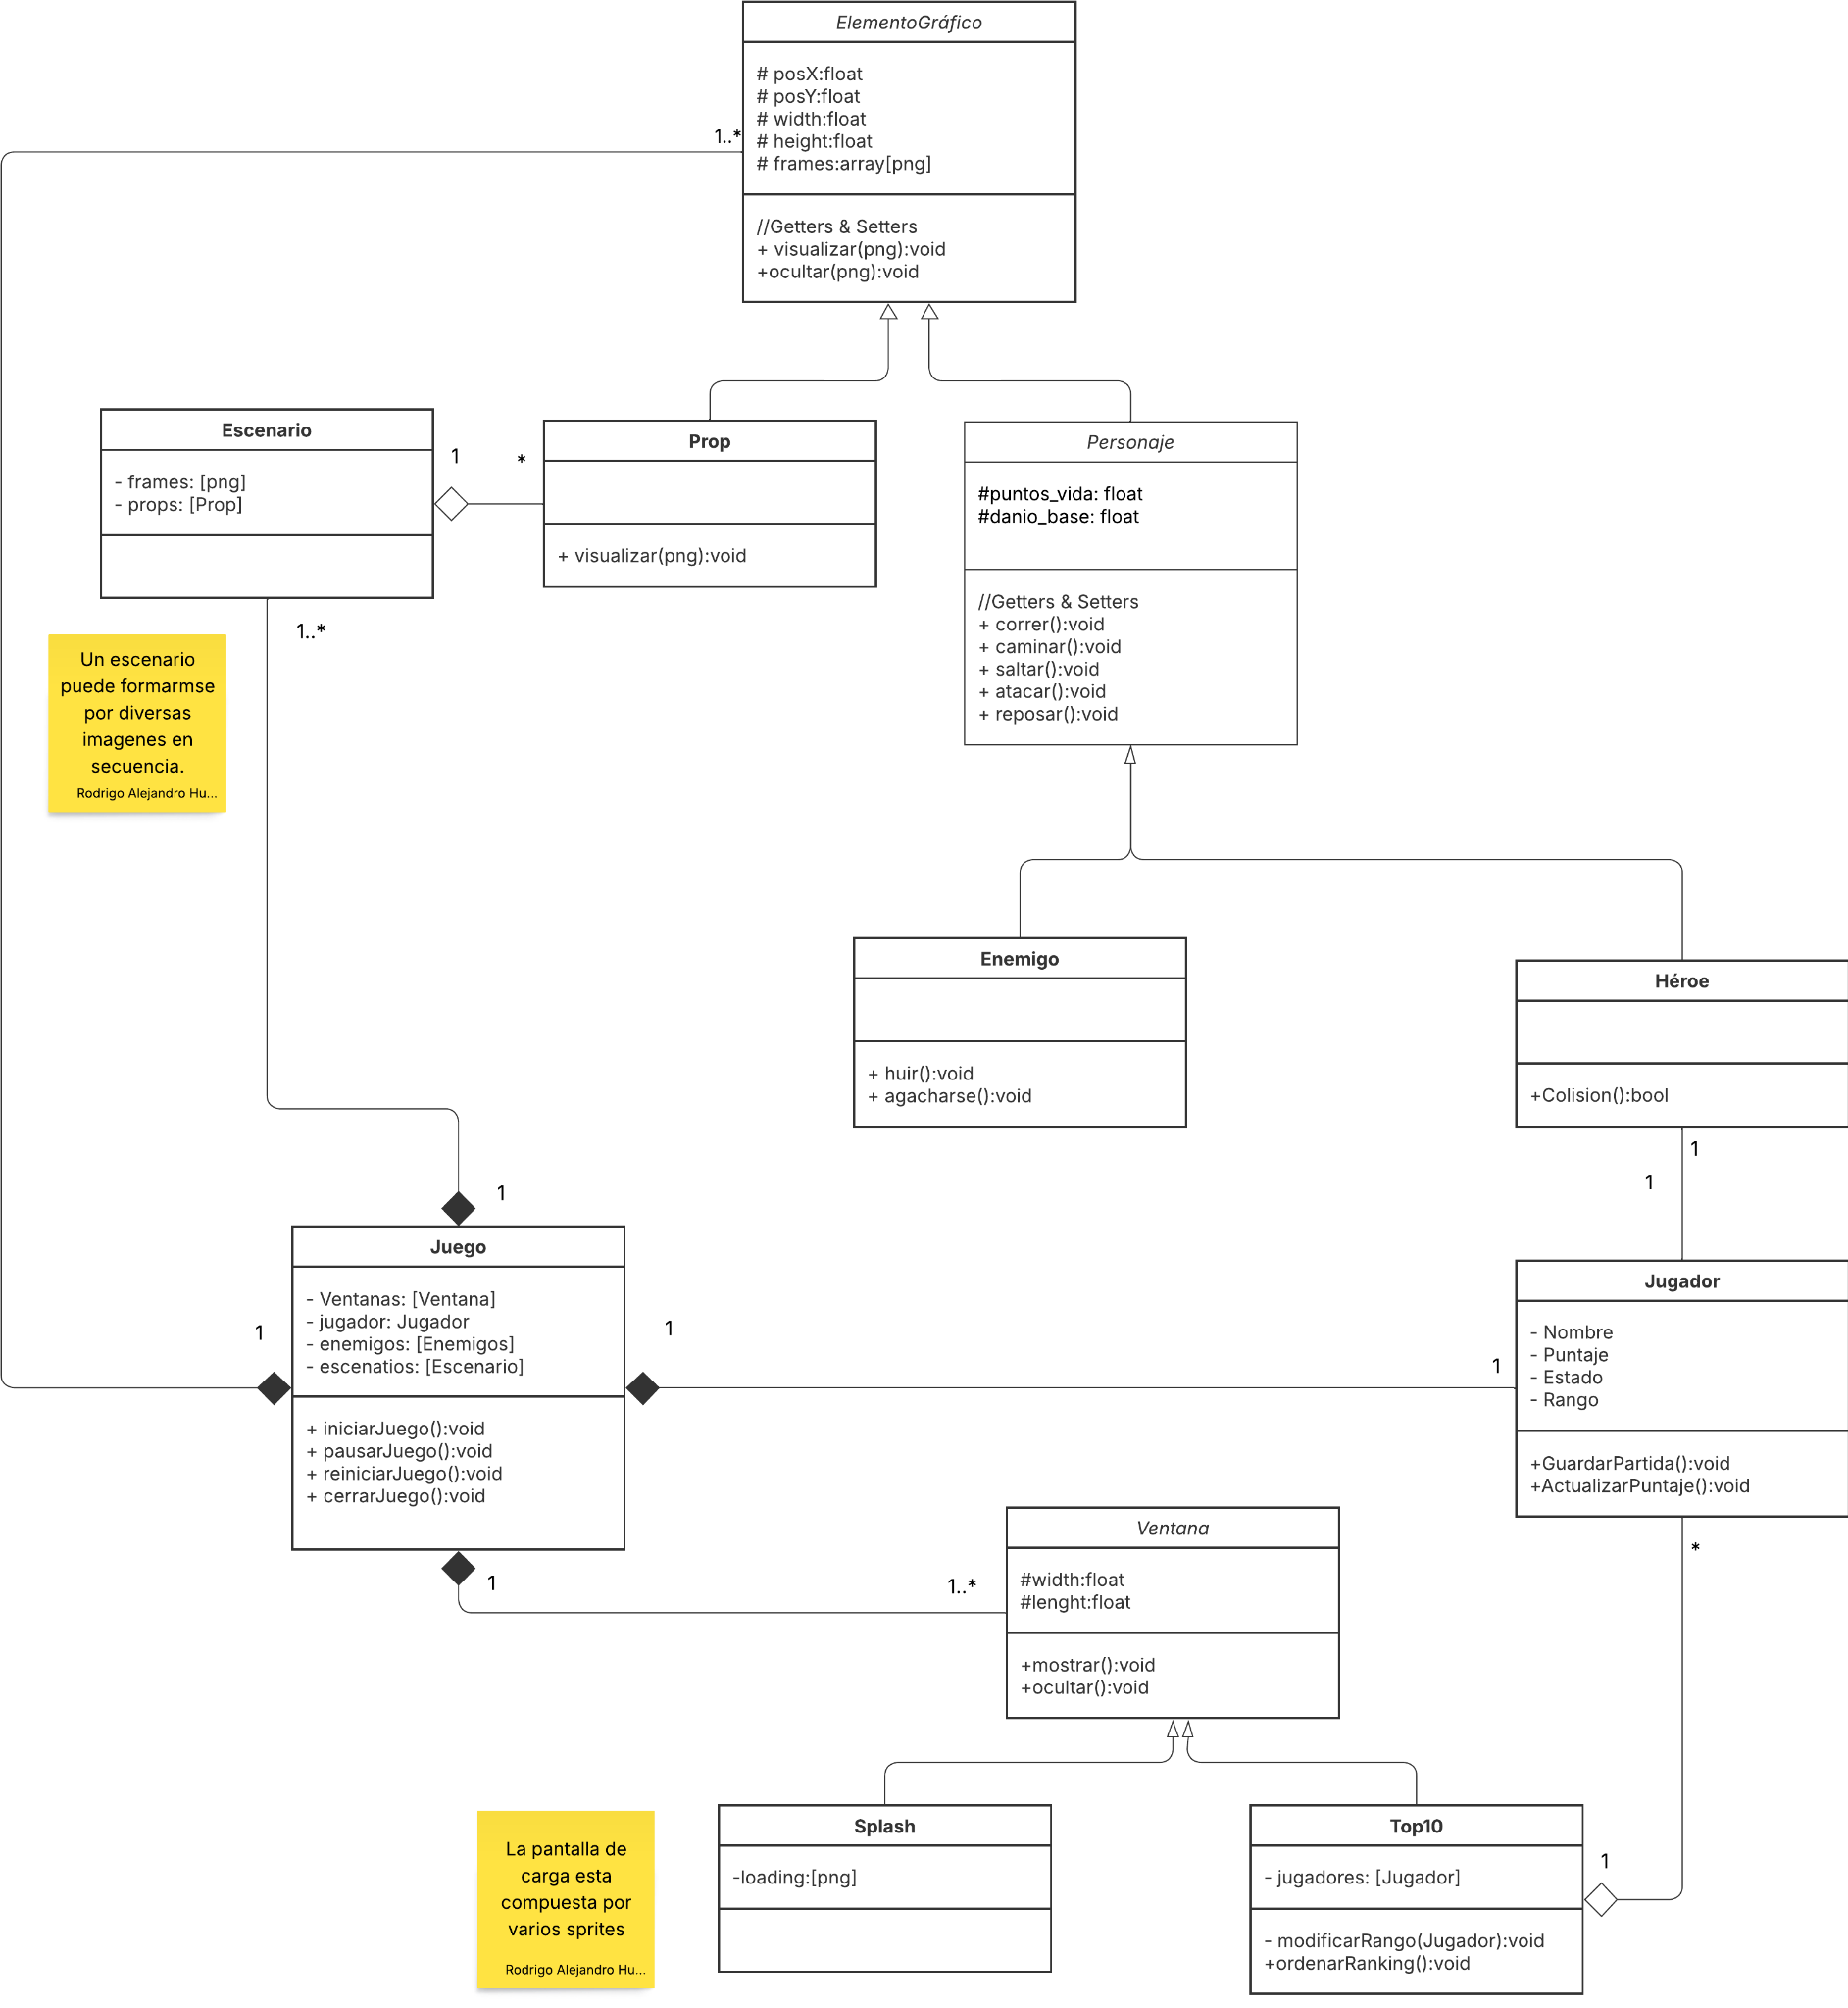 ElementoGráfico
# posX:float
# posY:float
# width:float
# height:float
# frames:array[png]
//Getters & Setters
+ visualizar(png):void
+ocultar(png):void
1..*
Escenario
- frames: [png]
- props: [Prop]
1
*
Prop
+ visualizar(png):void
Personaje
#puntos_vida: float
#danio_base: float
//Getters & Setters
+ correr():void
+ caminar():void
+ saltar():void
+ atacar():void
+ reposar():void
1..*
Un escenario
puede formarmse
por diversas
imagenes en
secuencia.
Rodrigo Alejandro Hu...
Enemigo
+ huir():void
+ agacharse():void
Héroe
+Colision():bool
1
1
1
Juego
- Ventanas: [Ventana]
- jugador: Jugador
- enemigos: [Enemigos]
- escenatios: [Escenario]
+ iniciarJuego():void
+ pausarJuego():void
+ reiniciarJuego():void
+ cerrarJuego():void
1
1
1
Jugador
- Nombre
- Puntaje
- Estado
- Rango
+GuardarPartida():void
+ActualizarPuntaje():void
*
1
1..*
Ventana
#width:float
#lenght:float
+mostrar():void
+ocultar():void
La pantalla de
carga esta
compuesta por
varios sprites
Rodrigo Alejandro Hu...
Splash
-loading:[png]
Top10
- jugadores: [Jugador]
- modificarRango(Jugador):void
+ordenarRanking():void
1